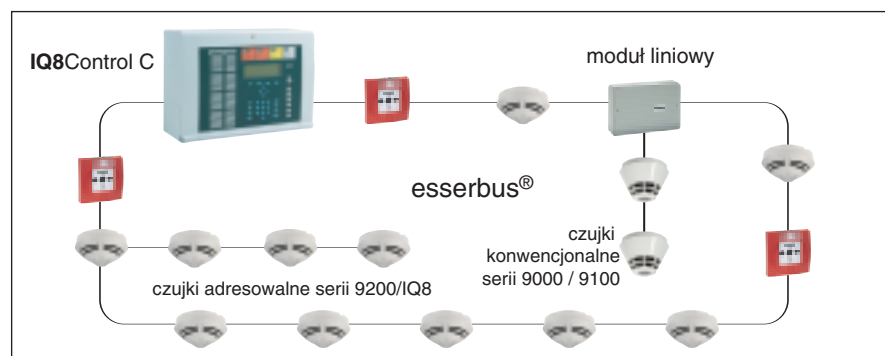 IQ8Control C
moduł liniowy
esserbus®
czujki
konwencjonalne
serii 9000 / 9100
czujki adresowalne serii 9200/IQ8